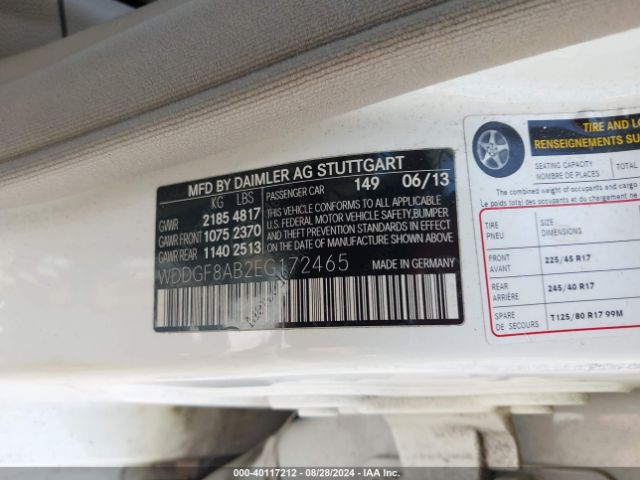 MFD BY DAIMLER AG STUTTGART
KG LBS PASSENGER CAR 149 06/13
GVWR 2185 4817
GAWR FRONT 1075 2370
GAWR REAR 1140 2513
THIS VEHICLE CONFORMS TO ALL APPLICABLE
U.S. FEDERAL MOTOR VEHICLE SAFETY, BUMPER
AND THEFT PREVENTION STANDARDS IN EFFECT
ON THE DATE OF MANUFACTURE SHOWN ABOVE.
WDDGF8AB2EG172465 MADE IN GERMANY
TIRE AND LO
RENSEIGNEMENTS SU
SEATING CAPACITY TOTAL
NOMBRE DE PLACES
The combined weight of occupants and cargo
Le poids total des occupants et du chargement ne
TIRE SIZE
PNEU DIMENSIONS
FRONT 225/45 R17
AVANT
REAR 245/40 R17
ARRIÈRE
SPARE T125/80 R17 99M
DE SECOURS
000-40117212 - 08/28/2024 - IAA Inc.